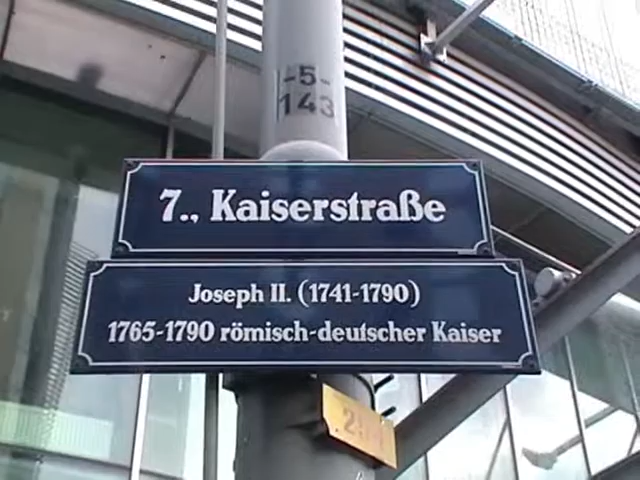 -5-
143
7., Kaiserstraße
Joseph II. (1741-1790)
1765-1790 römisch-deutscher Kaiser